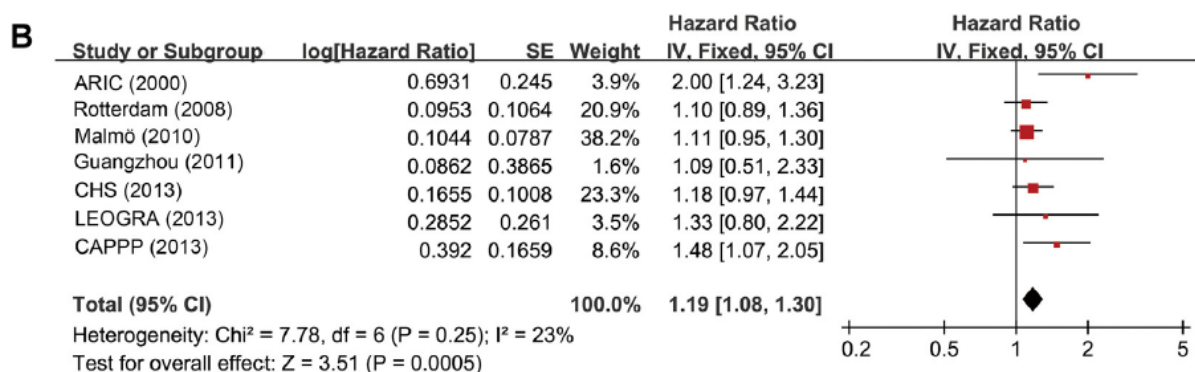 B
Hazard Ratio Hazard Ratio
Study or Subgroup log[Hazard Ratio] SE Weight IV, Fixed, 95% CI IV, Fixed, 95% CI
ARIC (2000) 0.6931 0.245 3.9% 2.00 [1.24, 3.23]
Rotterdam (2008) 0.0953 0.1064 20.9% 1.10 [0.89, 1.36]
Malmö (2010) 0.1044 0.0787 38.2% 1.11 [0.95, 1.30]
Guangzhou (2011) 0.0862 0.3865 1.6% 1.09 [0.51, 2.33]
CHS (2013) 0.1655 0.1008 23.3% 1.18 [0.97, 1.44]
LEOGRA (2013) 0.2852 0.261 3.5% 1.33 [0.80, 2.22]
CAPPP (2013) 0.392 0.1659 8.6% 1.48 [1.07, 2.05]
Total (95% CI) 100.0% 1.19 [1.08, 1.30]
Heterogeneity: Chi² = 7.78, df = 6 (P = 0.25); I² = 23%
Test for overall effect: Z = 3.51 (P = 0.0005)
0.2 0.5 1 2 5